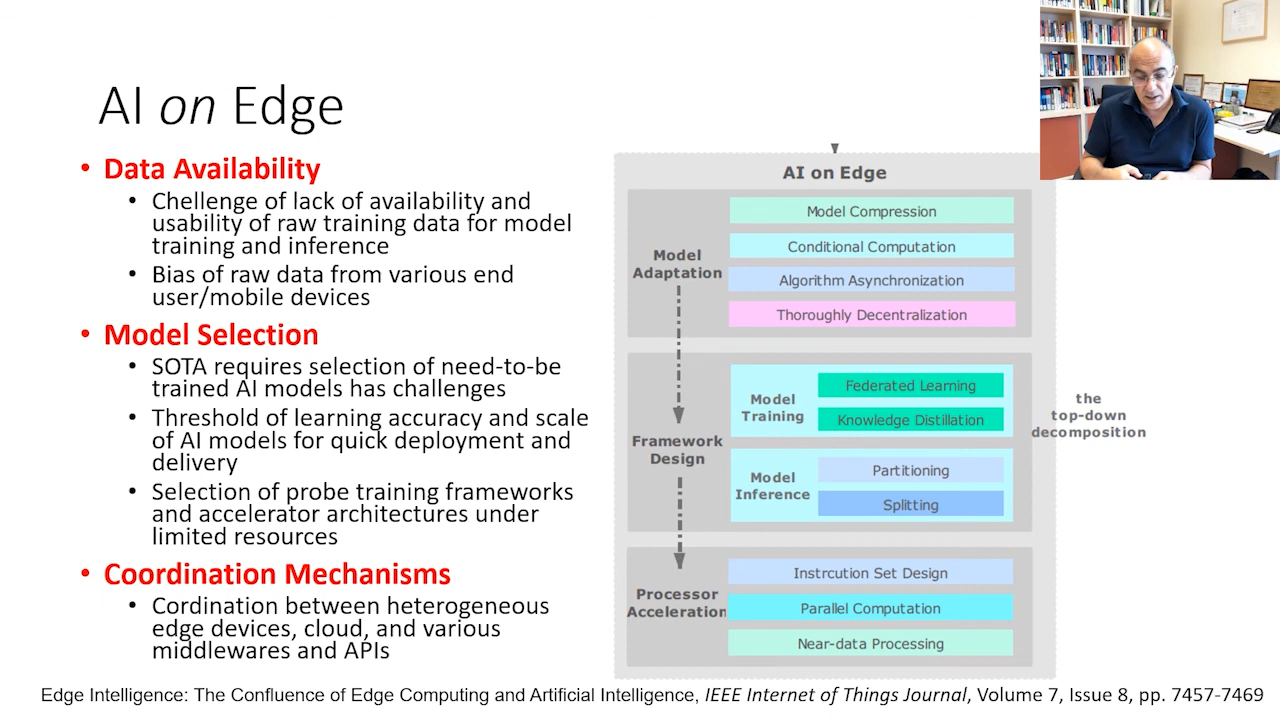 AI on Edge
• Data Availability
• Chellenge of lack of availability and
usability of raw training data for model
training and inference
• Bias of raw data from various end
user/mobile devices
• Model Selection
• SOTA requires selection of need-to-be
trained AI models has challenges
• Threshold of learning accuracy and scale
of AI models for quick deployment and
delivery
• Selection of probe training frameworks
and accelerator architectures under
limited resources
• Coordination Mechanisms
• Cordination between heterogeneous
edge devices, cloud, and various
middlewares and APIs
AI on Edge
Model
Adaptation
Model Compression
Conditional Computation
Algorithm Asynchronization
Thoroughly Decentralization
Framework
Design
Model
Training
Federated Learning
Knowledge Distillation
Model
Inference
Partitioning
Splitting
Processor
Acceleration
Instrcution Set Design
Parallel Computation
Near-data Processing
the
top-down
decomposition
Edge Intelligence: The Confluence of Edge Computing and Artificial Intelligence, IEEE Internet of Things Journal, Volume 7, Issue 8, pp. 7457-7469